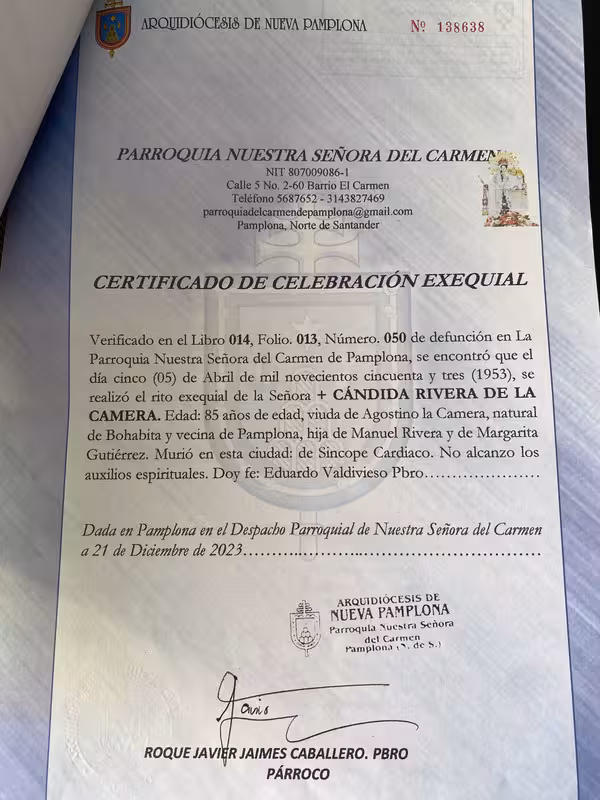 ARQUIDIÓCESIS DE NUEVA PAMPLONA
Nº 138638
PARROQUIA NUESTRA SEÑORA DEL CARMEN
NIT 807009086-1
Calle 5 No. 2-60 Barrio El Carmen
Teléfono 5687652 - 3143827469
parroquiadelcarmendepamplona@gmail.com
Pamplona, Norte de Santander
CERTIFICADO DE CELEBRACIÓN EXEQUIAL
Verificado en el Libro 014, Folio. 013, Número. 050 de defunción en La
Parroquia Nuestra Señora del Carmen de Pamplona, se encontró que el
día cinco (05) de Abril de mil novecientos cincuenta y tres (1953), se
realizó el rito exequial de la Señora + CÁNDIDA RIVERA DE LA
CAMERA. Edad: 85 años de edad, viuda de Agostino la Camera, natural
de Bohabita y vecina de Pamplona, hija de Manuel Rivera y de Margarita
Gutiérrez. Murió en esta ciudad: de Sincope Cardiaco. No alcanzo los
auxilios espirituales. Doy fe: Eduardo Valdivieso Pbro.....................
Dada en Pamplona en el Despacho Parroquial de Nuestra Señora del Carmen
a 21 de Diciembre de 2023......................................................
ARQUIDIÓCESIS DE
NUEVA PAMPLONA
Parroquia Nuestra Señora
del Carmen
Pamplona (N. de S.)
ROQUE JAVIER JAIMES CABALLERO. PBRO
PÁRROCO